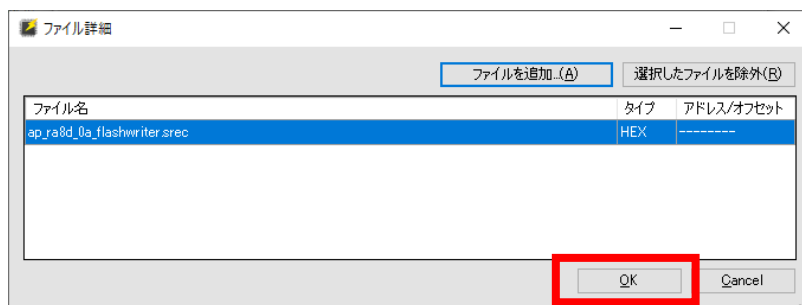 ファイル詳細
ファイルを追加...(A) 選択したファイルを除外(R)
ファイル名 タイプ アドレス/オフセット
ap_ra8d_0a_flashwriter.srec HEX --------
OK Cancel